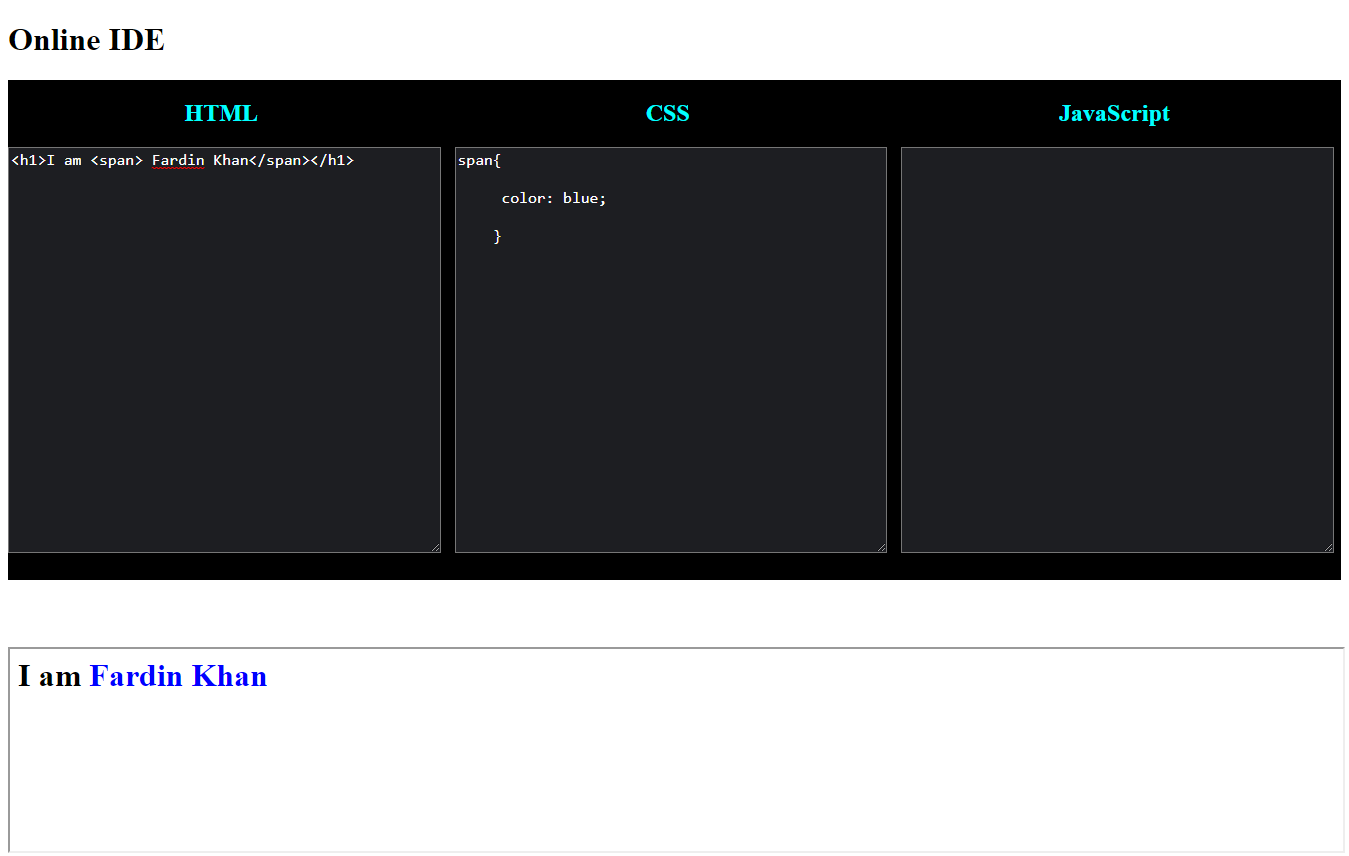 Online IDE
HTML
CSS
JavaScript
<h1>I am <span> Fardin Khan</span></h1>
span{
color: blue;
}
I am Fardin Khan